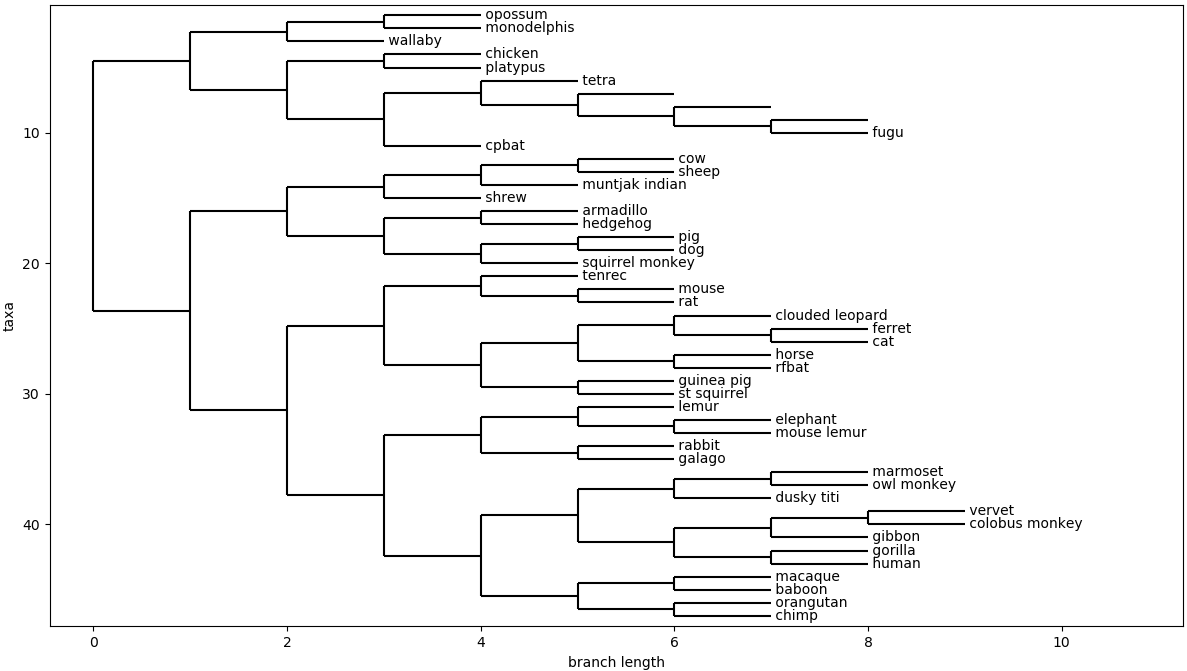 opossum
monodelphis
wallaby
chicken
platypus
tetra
10
fugu
cpbat
cow
sheep
muntjak indian
shrew
armadillo
hedgehog
pig
dog
20
squirrel monkey
tenrec
mouse
rat
clouded leopard
taxa
ferret
cat
horse
rfbat
guinea pig
30
st squirrel
lemur
elephant
mouse lemur
rabbit
galago
marmoset
owl monkey
dusky titi
vervet
40
colobus monkey
gibbon
gorilla
human
macaque
baboon
orangutan
chimp
0 2 4 6 8 10
branch length